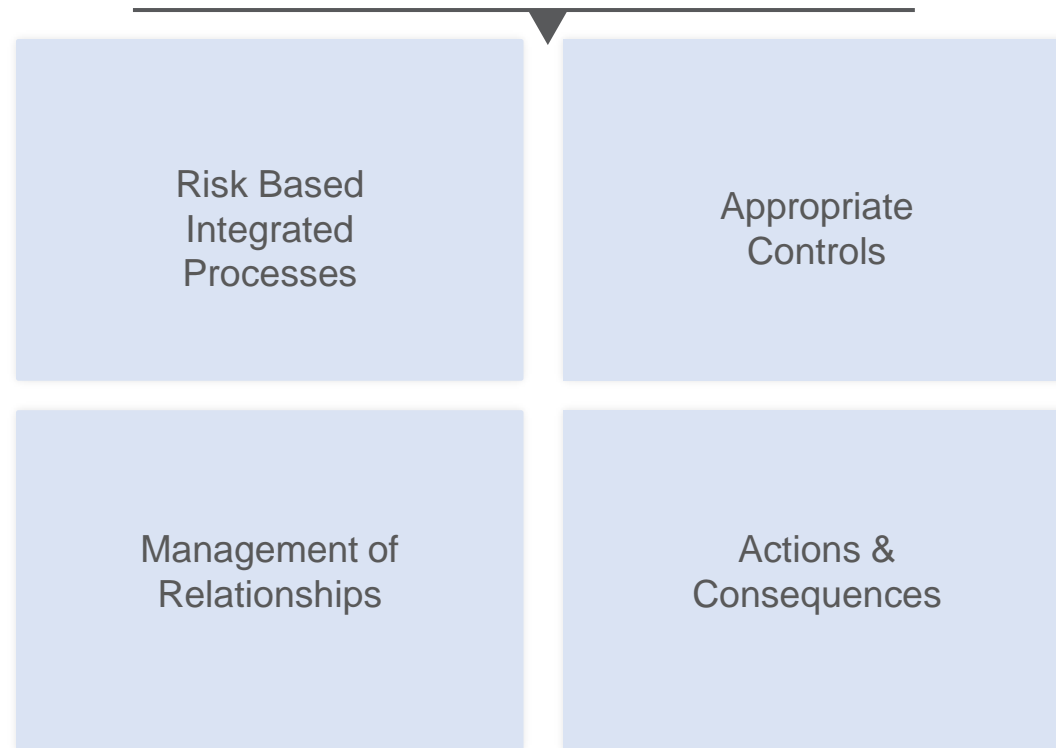 Risk Based
Integrated
Processes
Appropriate
Controls
Management of
Relationships
Actions &
Consequences